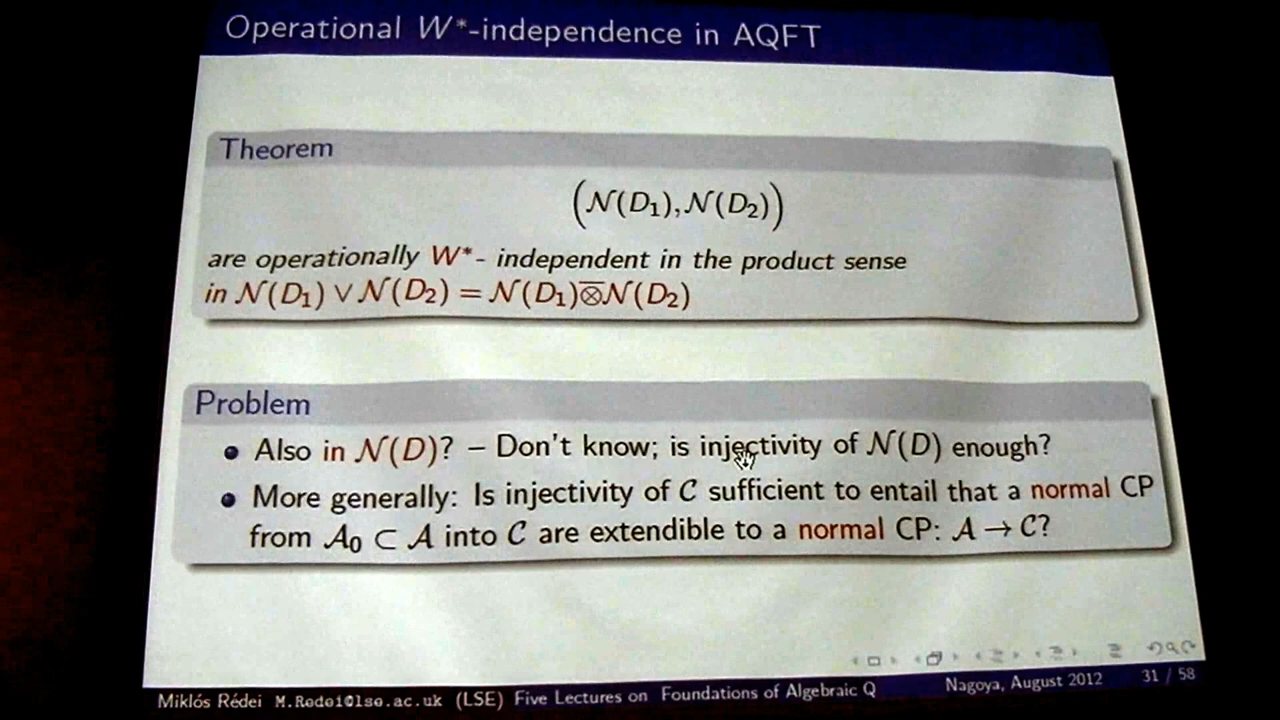 Operational W*-independence in AQFT
Theorem
(𝒩(D₁), 𝒩(D₂))
are operationally W*- independent in the product sense
in 𝒩(D₁) ∨ 𝒩(D₂) = 𝒩(D₁)⊗̅𝒩(D₂)
Problem
• Also in 𝒩(D)? – Don't know; is injectivity of 𝒩(D) enough?
• More generally: Is injectivity of 𝒞 sufficient to entail that a normal CP
from 𝒜₀ ⊂ 𝒜 into 𝒞 are extendible to a normal CP: 𝒜 → 𝒞?
Miklós Rédei M.Redei@lse.ac.uk (LSE) Five Lectures on Foundations of Algebraic Q Nagoya, August 2012 31 / 58